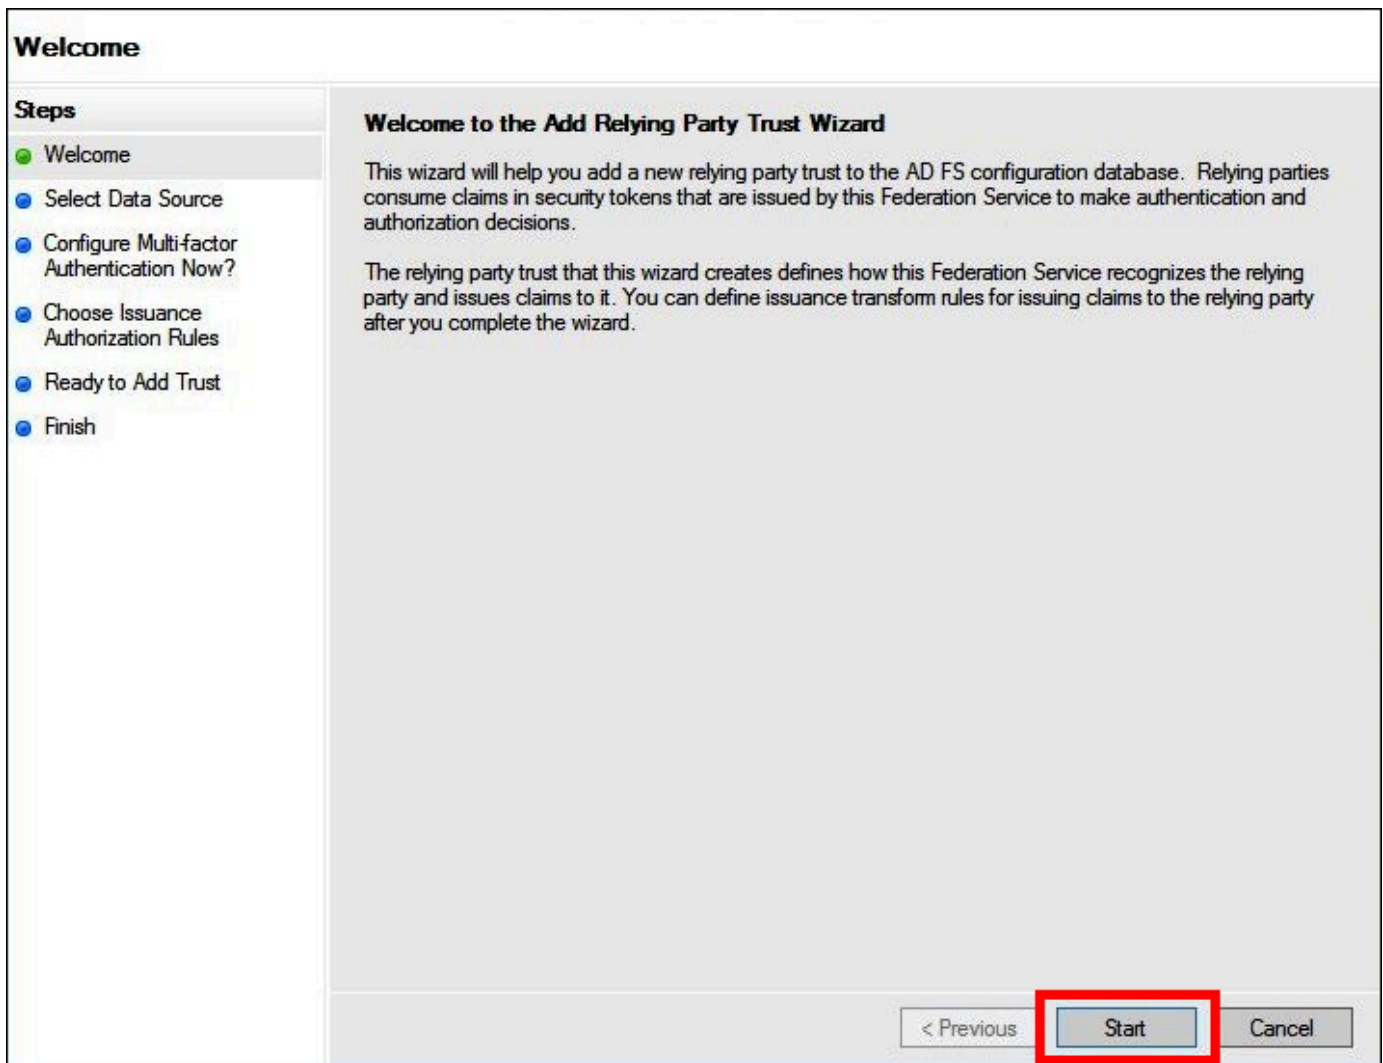 Welcome
Steps
Welcome
Select Data Source
Configure Multi-factor
Authentication Now?
Choose Issuance
Authorization Rules
Ready to Add Trust
Finish
Welcome to the Add Relying Party Trust Wizard
This wizard will help you add a new relying party trust to the AD FS configuration database.  Relying parties
consume claims in security tokens that are issued by this Federation Service to make authentication and
authorization decisions.
The relying party trust that this wizard creates defines how this Federation Service recognizes the relying
party and issues claims to it. You can define issuance transform rules for issuing claims to the relying party
after you complete the wizard.
< Previous
Start
Cancel